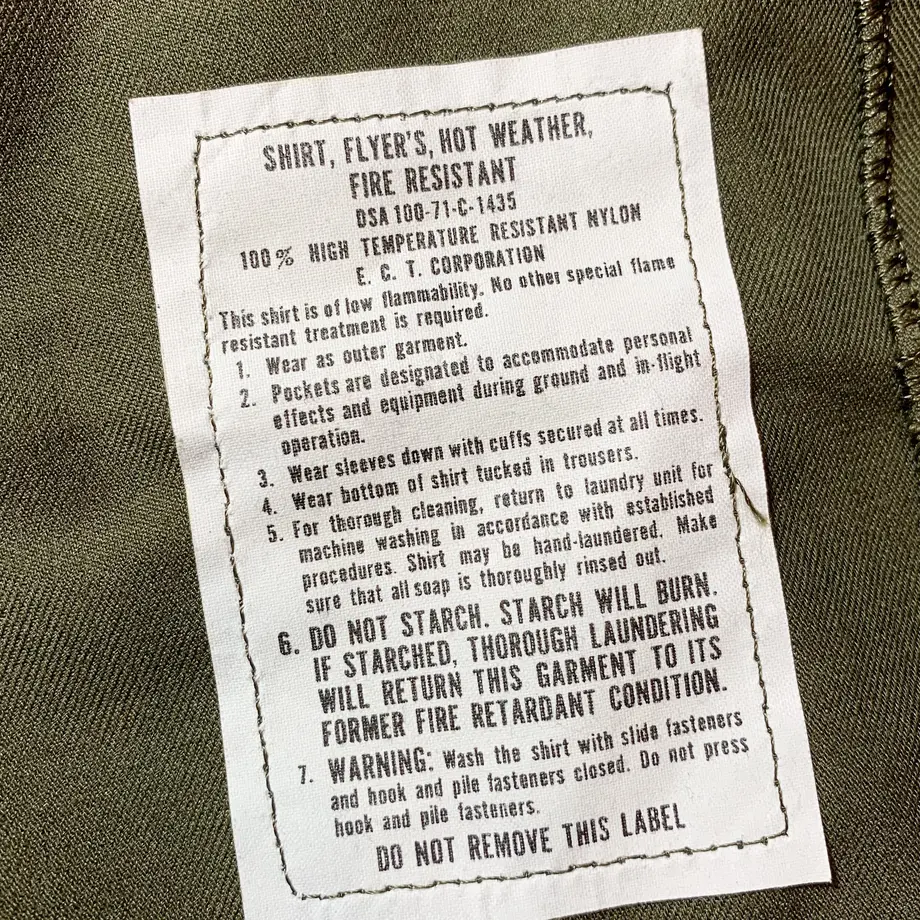 SHIRT, FLYER'S, HOT WEATHER,
FIRE RESISTANT
DSA 100-71-C-1435
100% HIGH TEMPERATURE RESISTANT NYLON
E. C. T. CORPORATION
This shirt is of low flammability. No other special flame
resistant treatment is required.
1. Wear as outer garment.
2. Pockets are designated to accommodate personal
effects and equipment during ground and in-flight
operation.
3. Wear sleeves down with cuffs secured at all times.
4. Wear bottom of shirt tucked in trousers.
5. For thorough cleaning, return to laundry unit for
machine washing in accordance with established
procedures. Shirt may be hand-laundered. Make
sure that all soap is thoroughly rinsed out.
6. DO NOT STARCH. STARCH WILL BURN.
IF STARCHED, THOROUGH LAUNDERING
WILL RETURN THIS GARMENT TO ITS
FORMER FIRE RETARDANT CONDITION.
7. WARNING: Wash the shirt with slide fasteners
and hook and pile fasteners closed. Do not press
hook and pile fasteners.
DO NOT REMOVE THIS LABEL